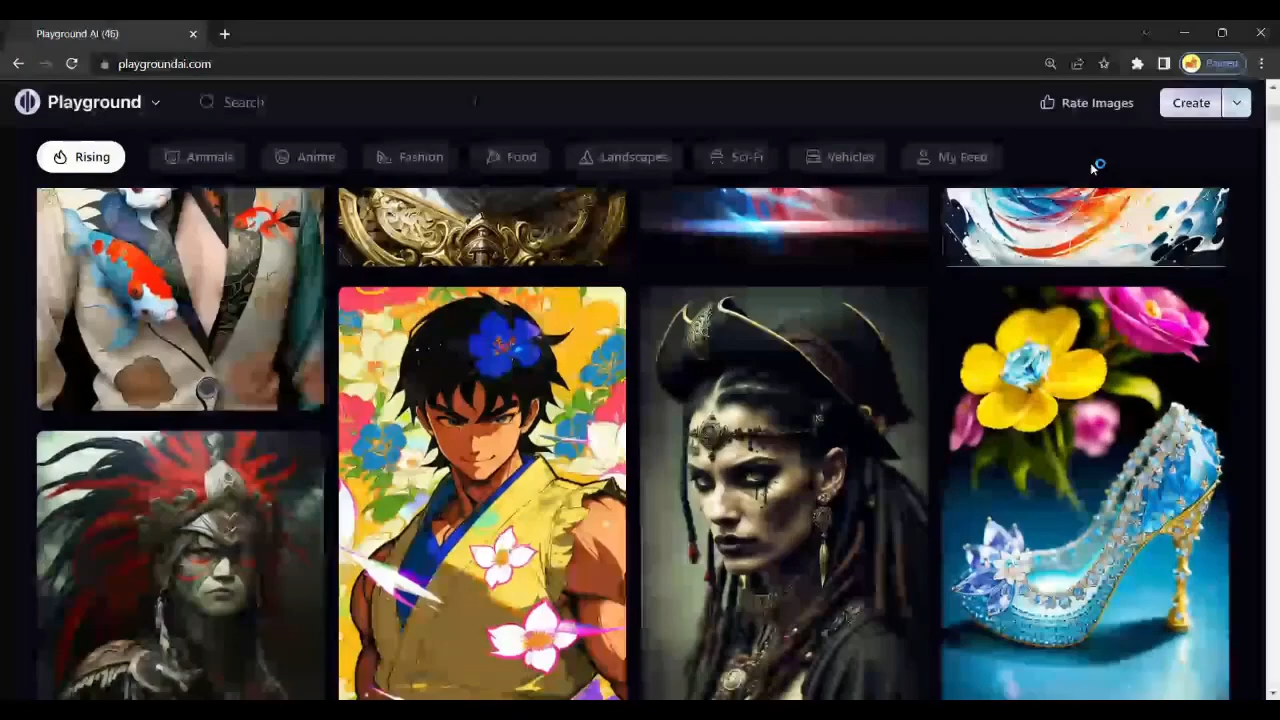 Playground AI (46)
playgroundai.com
Paused
Playground
Search
Rate Images
Create
Rising
Animals
Anime
Fashion
Food
Landscapes
Sci-Fi
Vehicles
My Feed